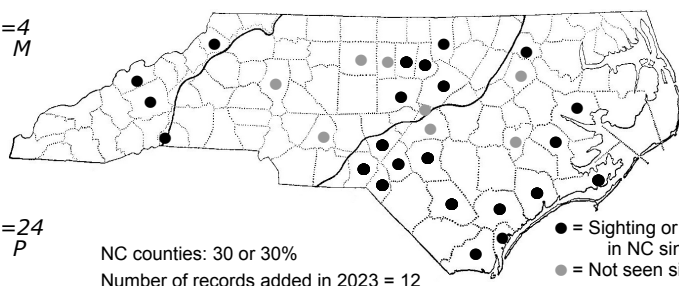 =4
M
=24
P
NC counties: 30 or 30%
Number of records added in 2023 = 12
● = Sighting or
in NC sin
● = Not seen si